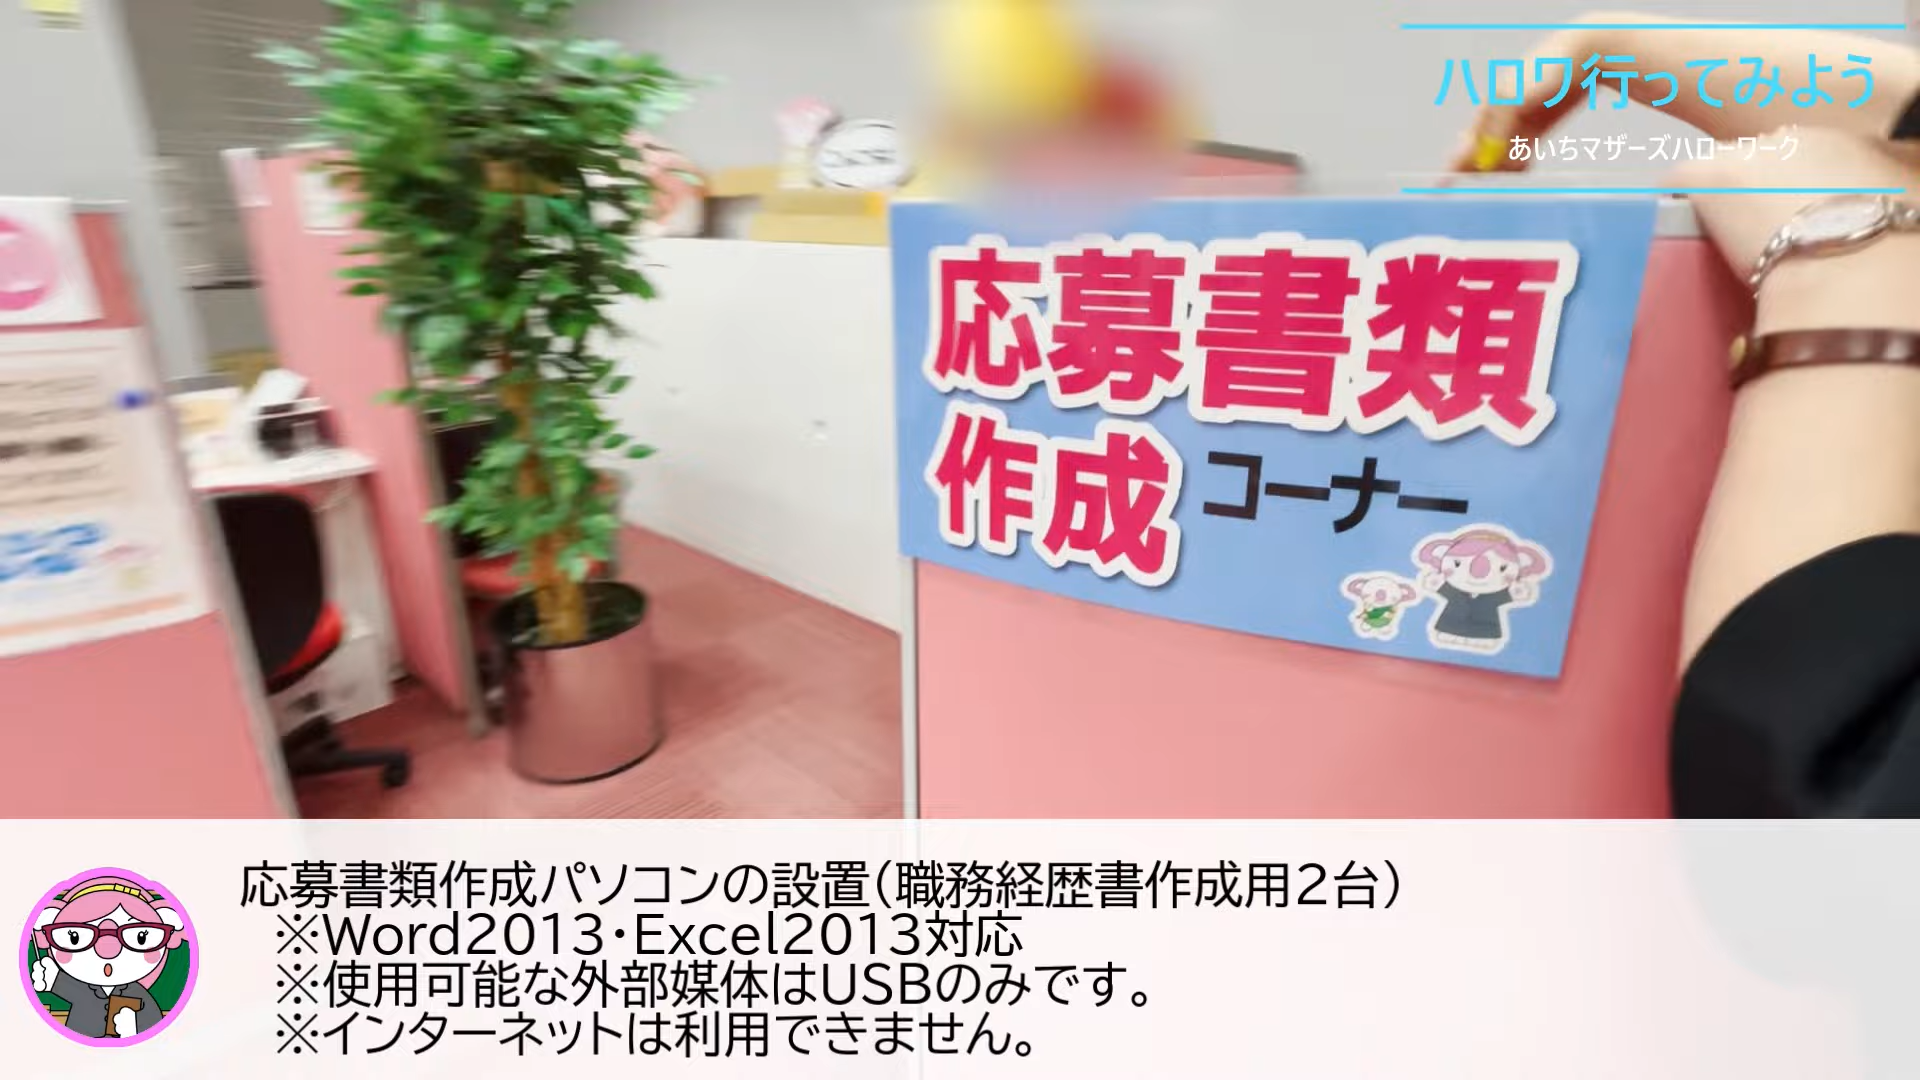 ハロワ行ってみよう
あいちマザーズハローワーク
応募書類
作成コーナー
応募書類作成パソコンの設置(職務経歴書作成用2台)
※Word2013・Excel2013対応
※使用可能な外部媒体はUSBのみです。
※インターネットは利用できません。